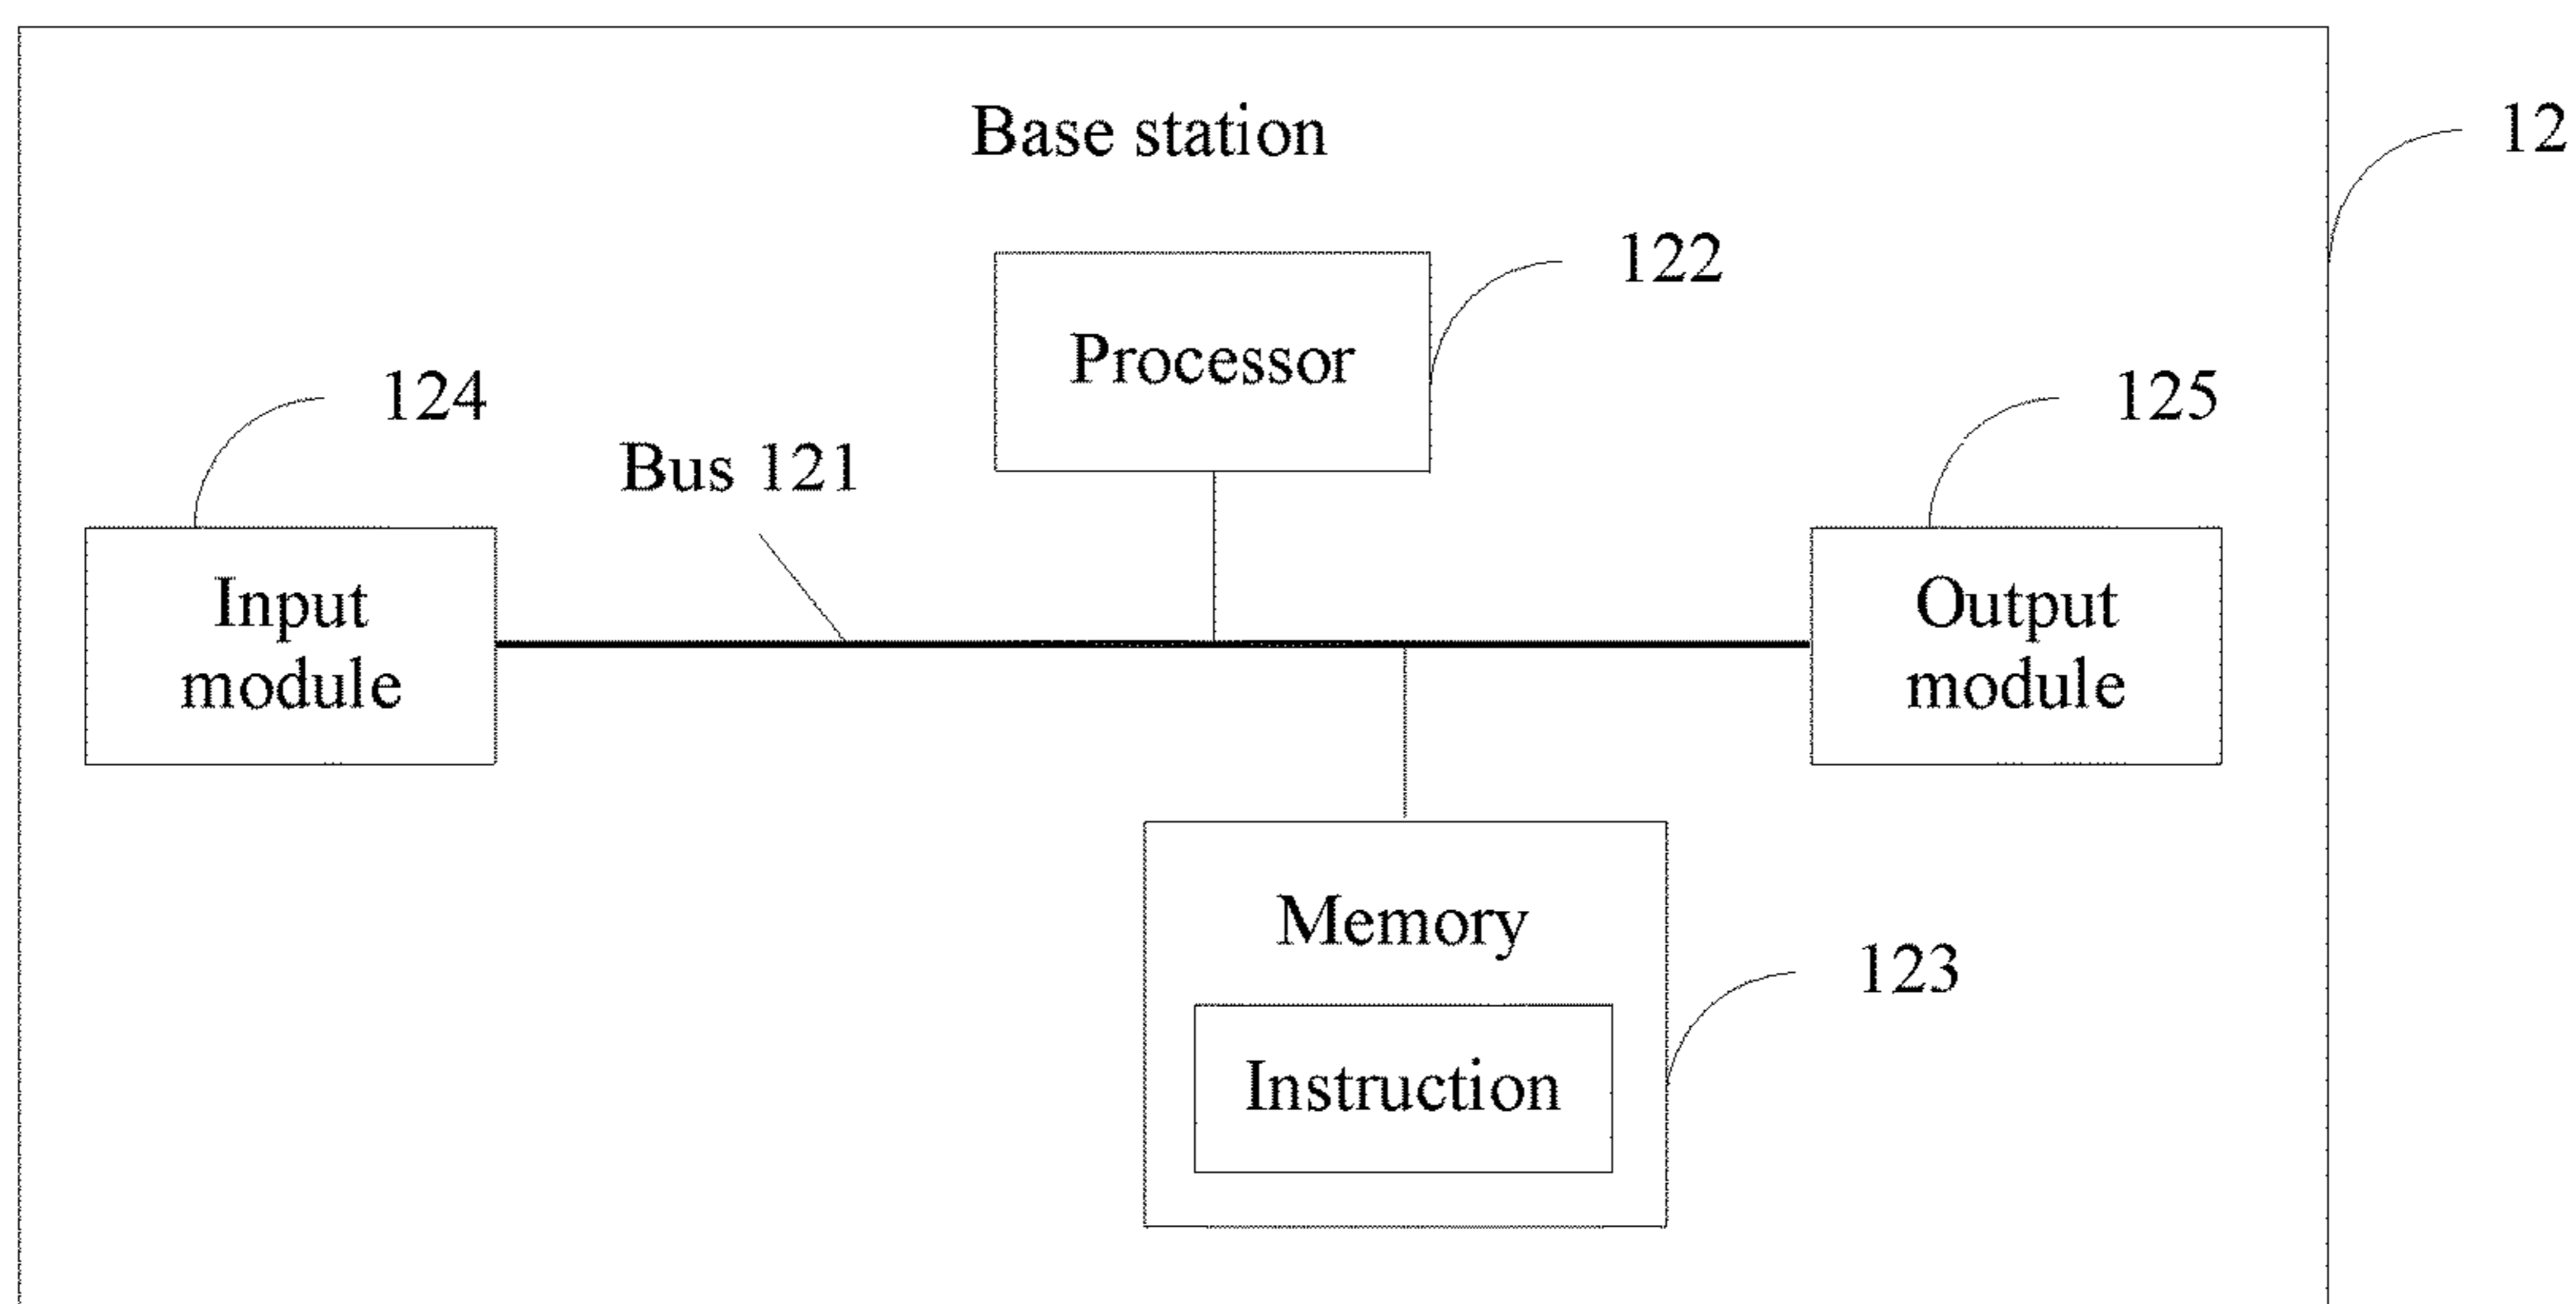 Base station
12
122
Processor
124
125
Bus 121
Input
module
Output
module
Memory
123
Instruction